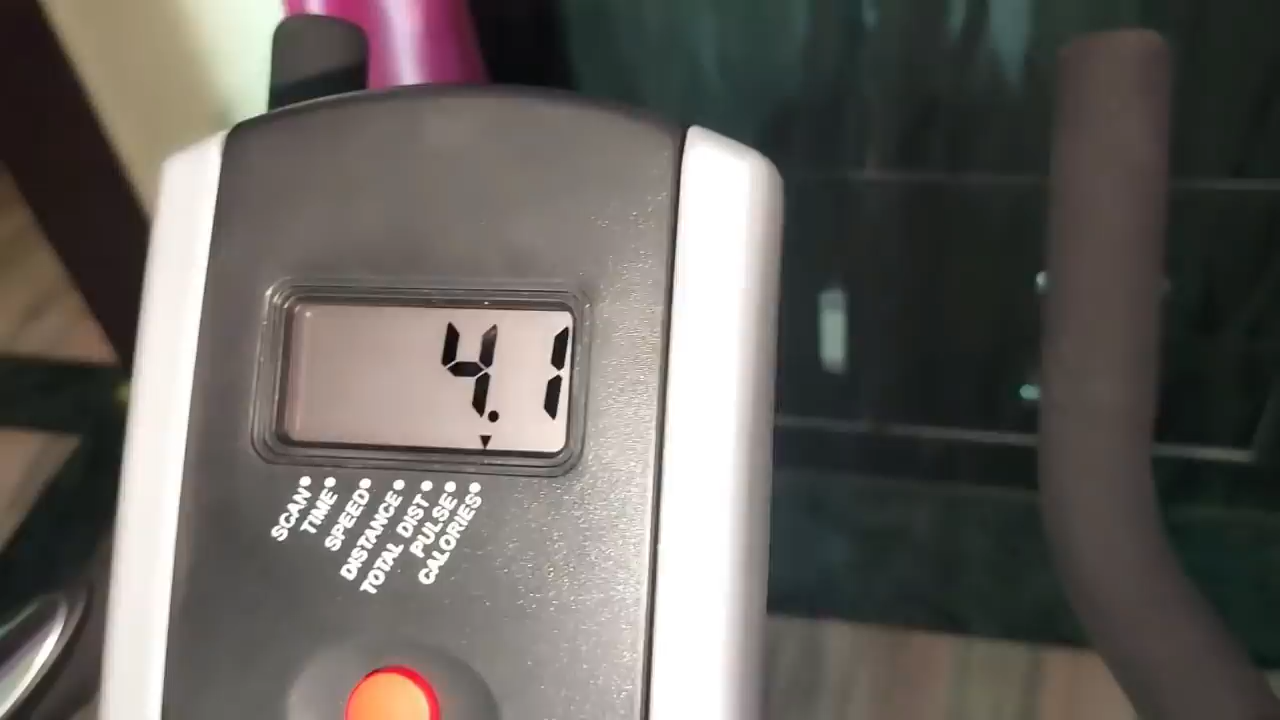 4.1
SCAN
TIME
SPEED
DISTANCE
TOTAL DIST
PULSE
CALORIES